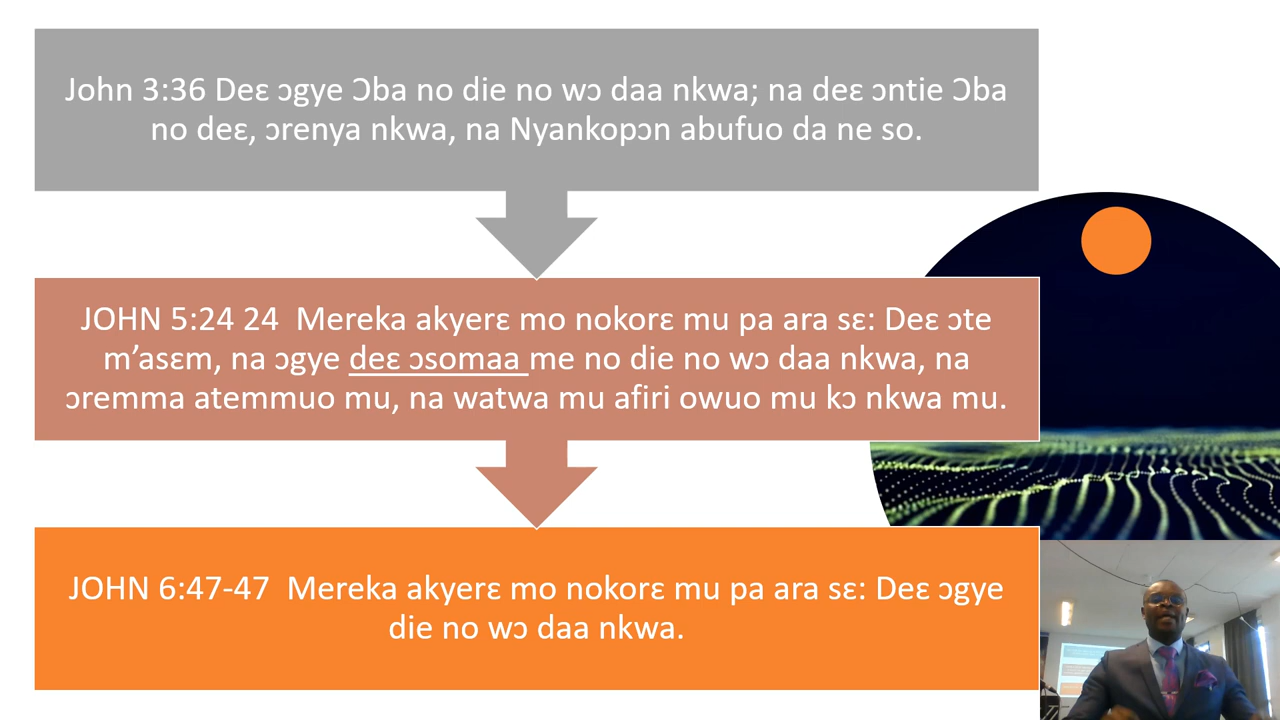 John 3:36 Deɛ ɔgye Ɔba no die no wɔ daa nkwa; na deɛ ɔntie Ɔba
no deɛ, ɔrenya nkwa, na Nyankopɔn abufuo da ne so.
JOHN 5:24 24  Mereka akyerɛ mo nokorɛ mu pa ara sɛ: Deɛ ɔte
m’asɛm, na ɔgye deɛ ɔsomaa me no die no wɔ daa nkwa, na
ɔremma atemmuo mu, na watwa mu afiri owuo mu kɔ nkwa mu.
JOHN 6:47-47  Mereka akyerɛ mo nokorɛ mu pa ara sɛ: Deɛ ɔgye
die no wɔ daa nkwa.